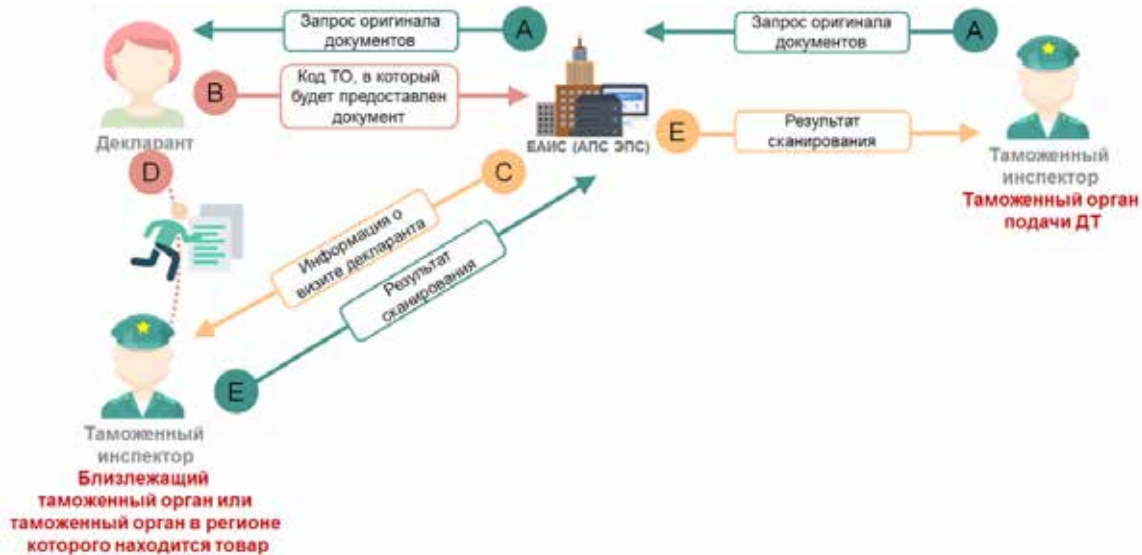 Запрос оригинала
документов
A
Запрос оригинала
документов
A
B
Код ТО, в который
будет предоставлен
документ
Декларант
ЕАИС (АПС ЭПС)
E
Результат
сканирования
Таможенный
инспектор
Таможенный орган
подачи ДТ
D
C
Информация о
визите декларанта
Результат
сканирования
E
Таможенный
инспектор
Близлежащий
таможенный орган или
таможенный орган в регионе
которого находится товар